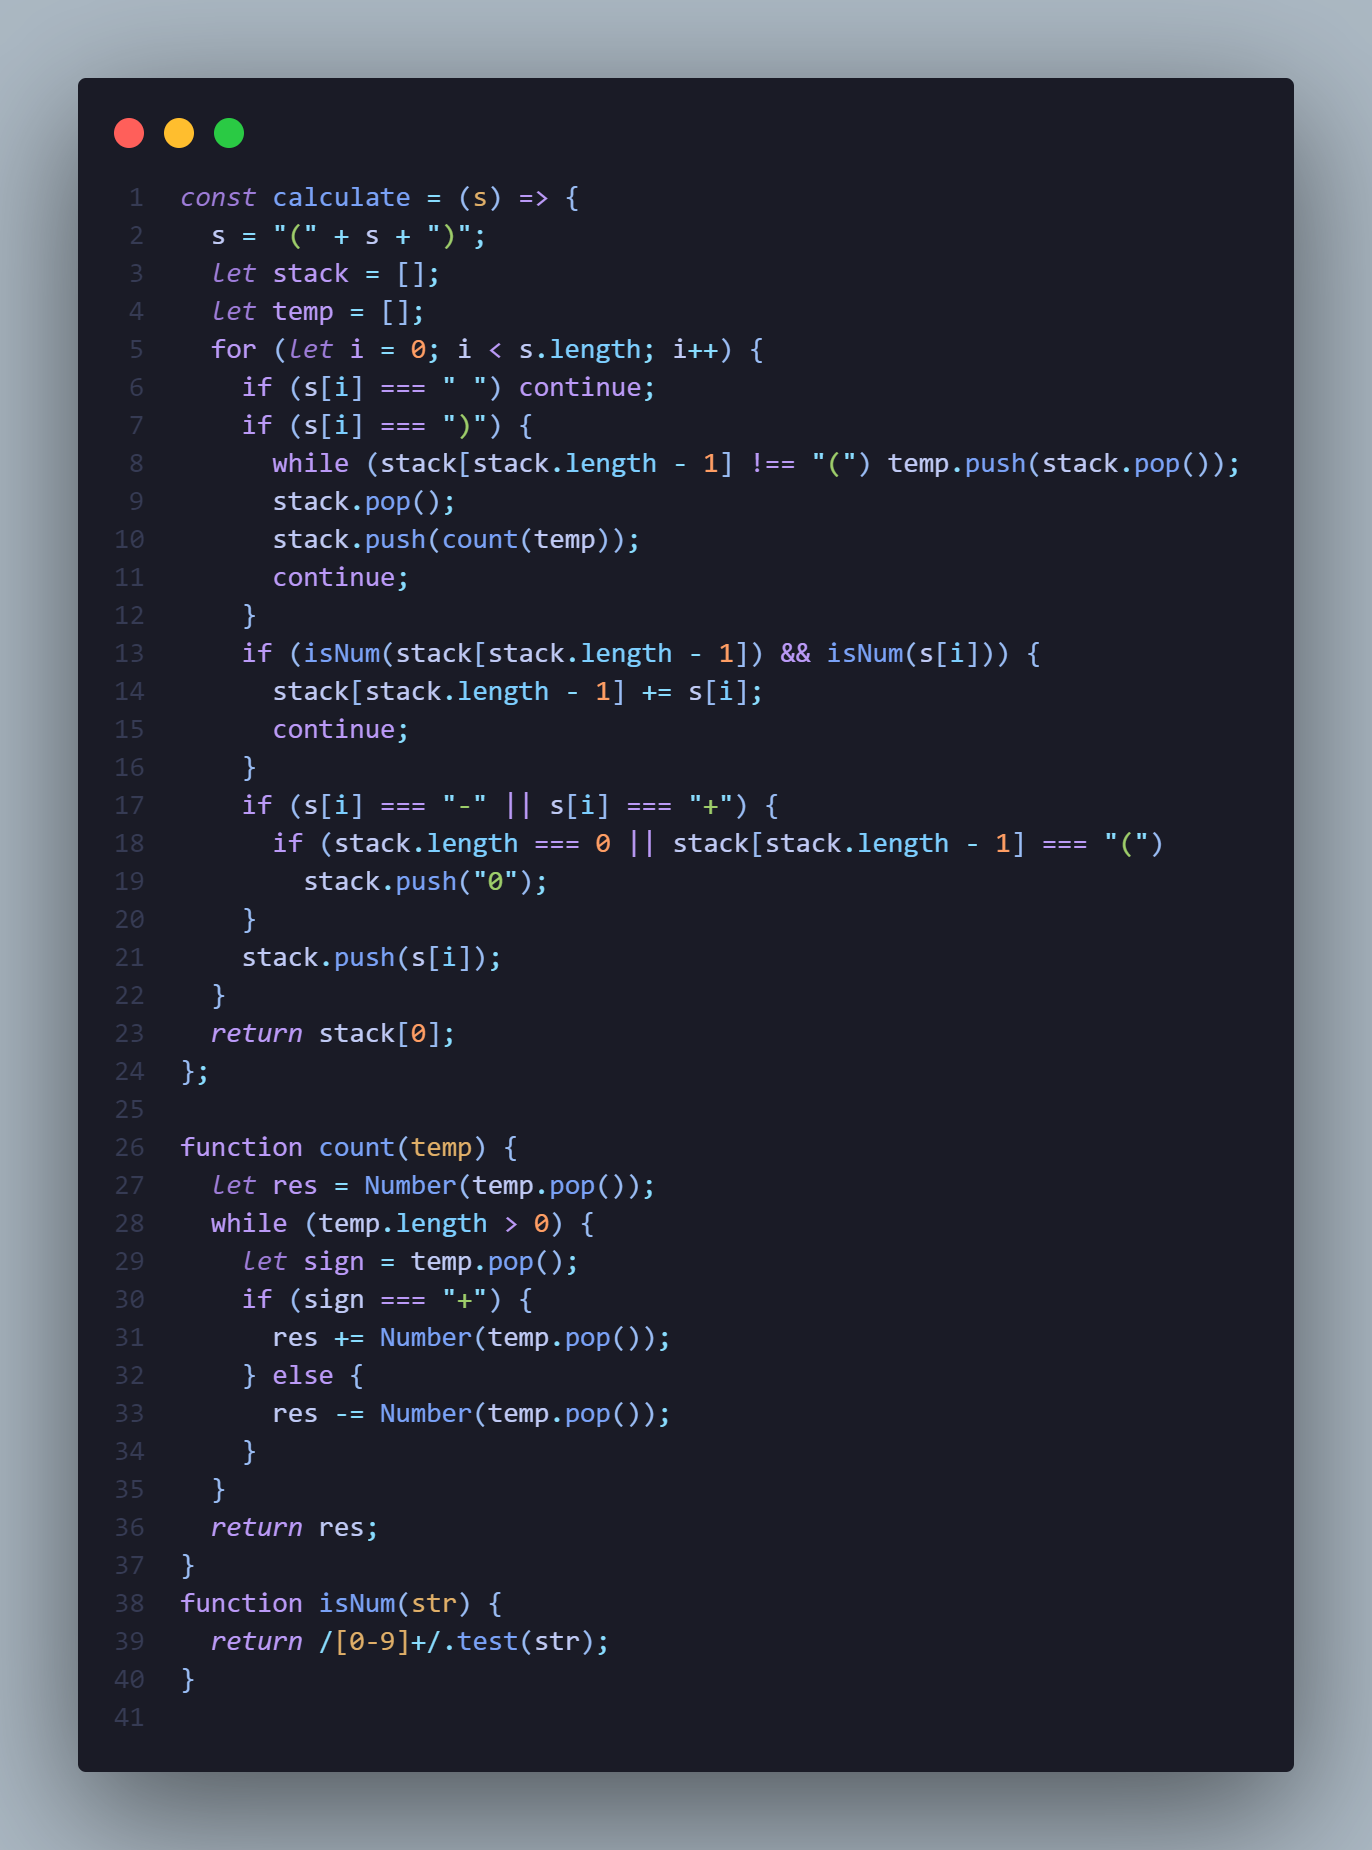 1 const calculate = (s) => {
2   s = "(" + s + ")";
3   let stack = [];
4   let temp = [];
5   for (let i = 0; i < s.length; i++) {
6     if (s[i] === " ") continue;
7     if (s[i] === ")") {
8       while (stack[stack.length - 1] !== "(") temp.push(stack.pop());
9       stack.pop();
10       stack.push(count(temp));
11       continue;
12     }
13     if (isNum(stack[stack.length - 1]) && isNum(s[i])) {
14       stack[stack.length - 1] += s[i];
15       continue;
16     }
17     if (s[i] === "-" || s[i] === "+") {
18       if (stack.length === 0 || stack[stack.length - 1] === "(")
19         stack.push("0");
20     }
21     stack.push(s[i]);
22   }
23   return stack[0];
24 };
25
26 function count(temp) {
27   let res = Number(temp.pop());
28   while (temp.length > 0) {
29     let sign = temp.pop();
30     if (sign === "+") {
31       res += Number(temp.pop());
32     } else {
33       res -= Number(temp.pop());
34     }
35   }
36   return res;
37 }
38 function isNum(str) {
39   return /[0-9]+/.test(str);
40 }
41